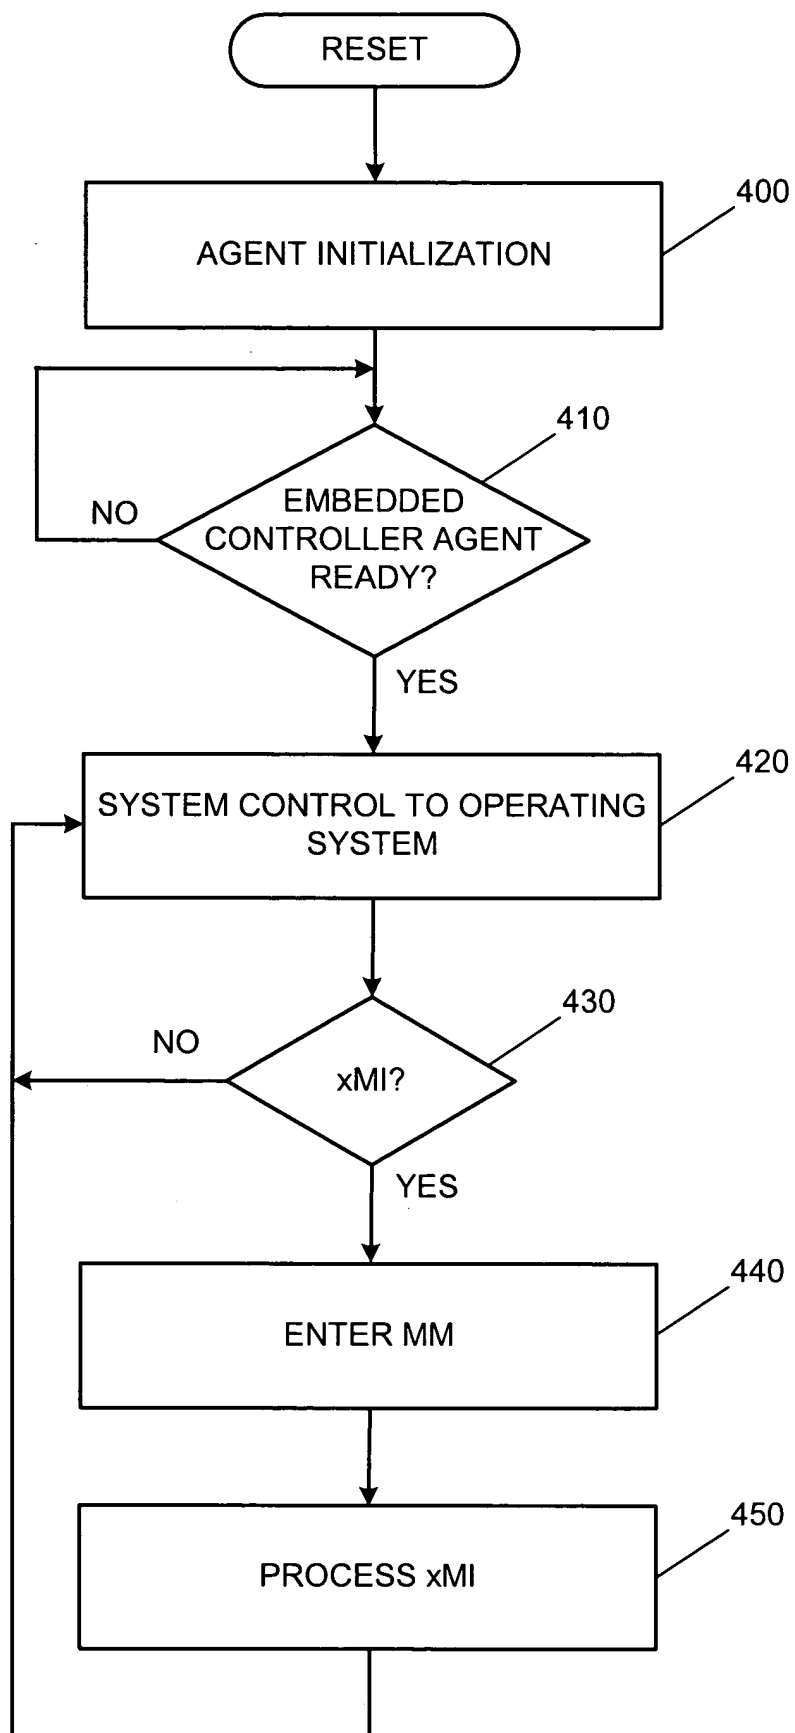 RESET
400
AGENT INITIALIZATION
410
NO
EMBEDDED
CONTROLLER AGENT
READY?
YES
420
SYSTEM CONTROL TO OPERATING
SYSTEM
430
NO
xMI?
YES
440
ENTER MM
450
PROCESS xMI